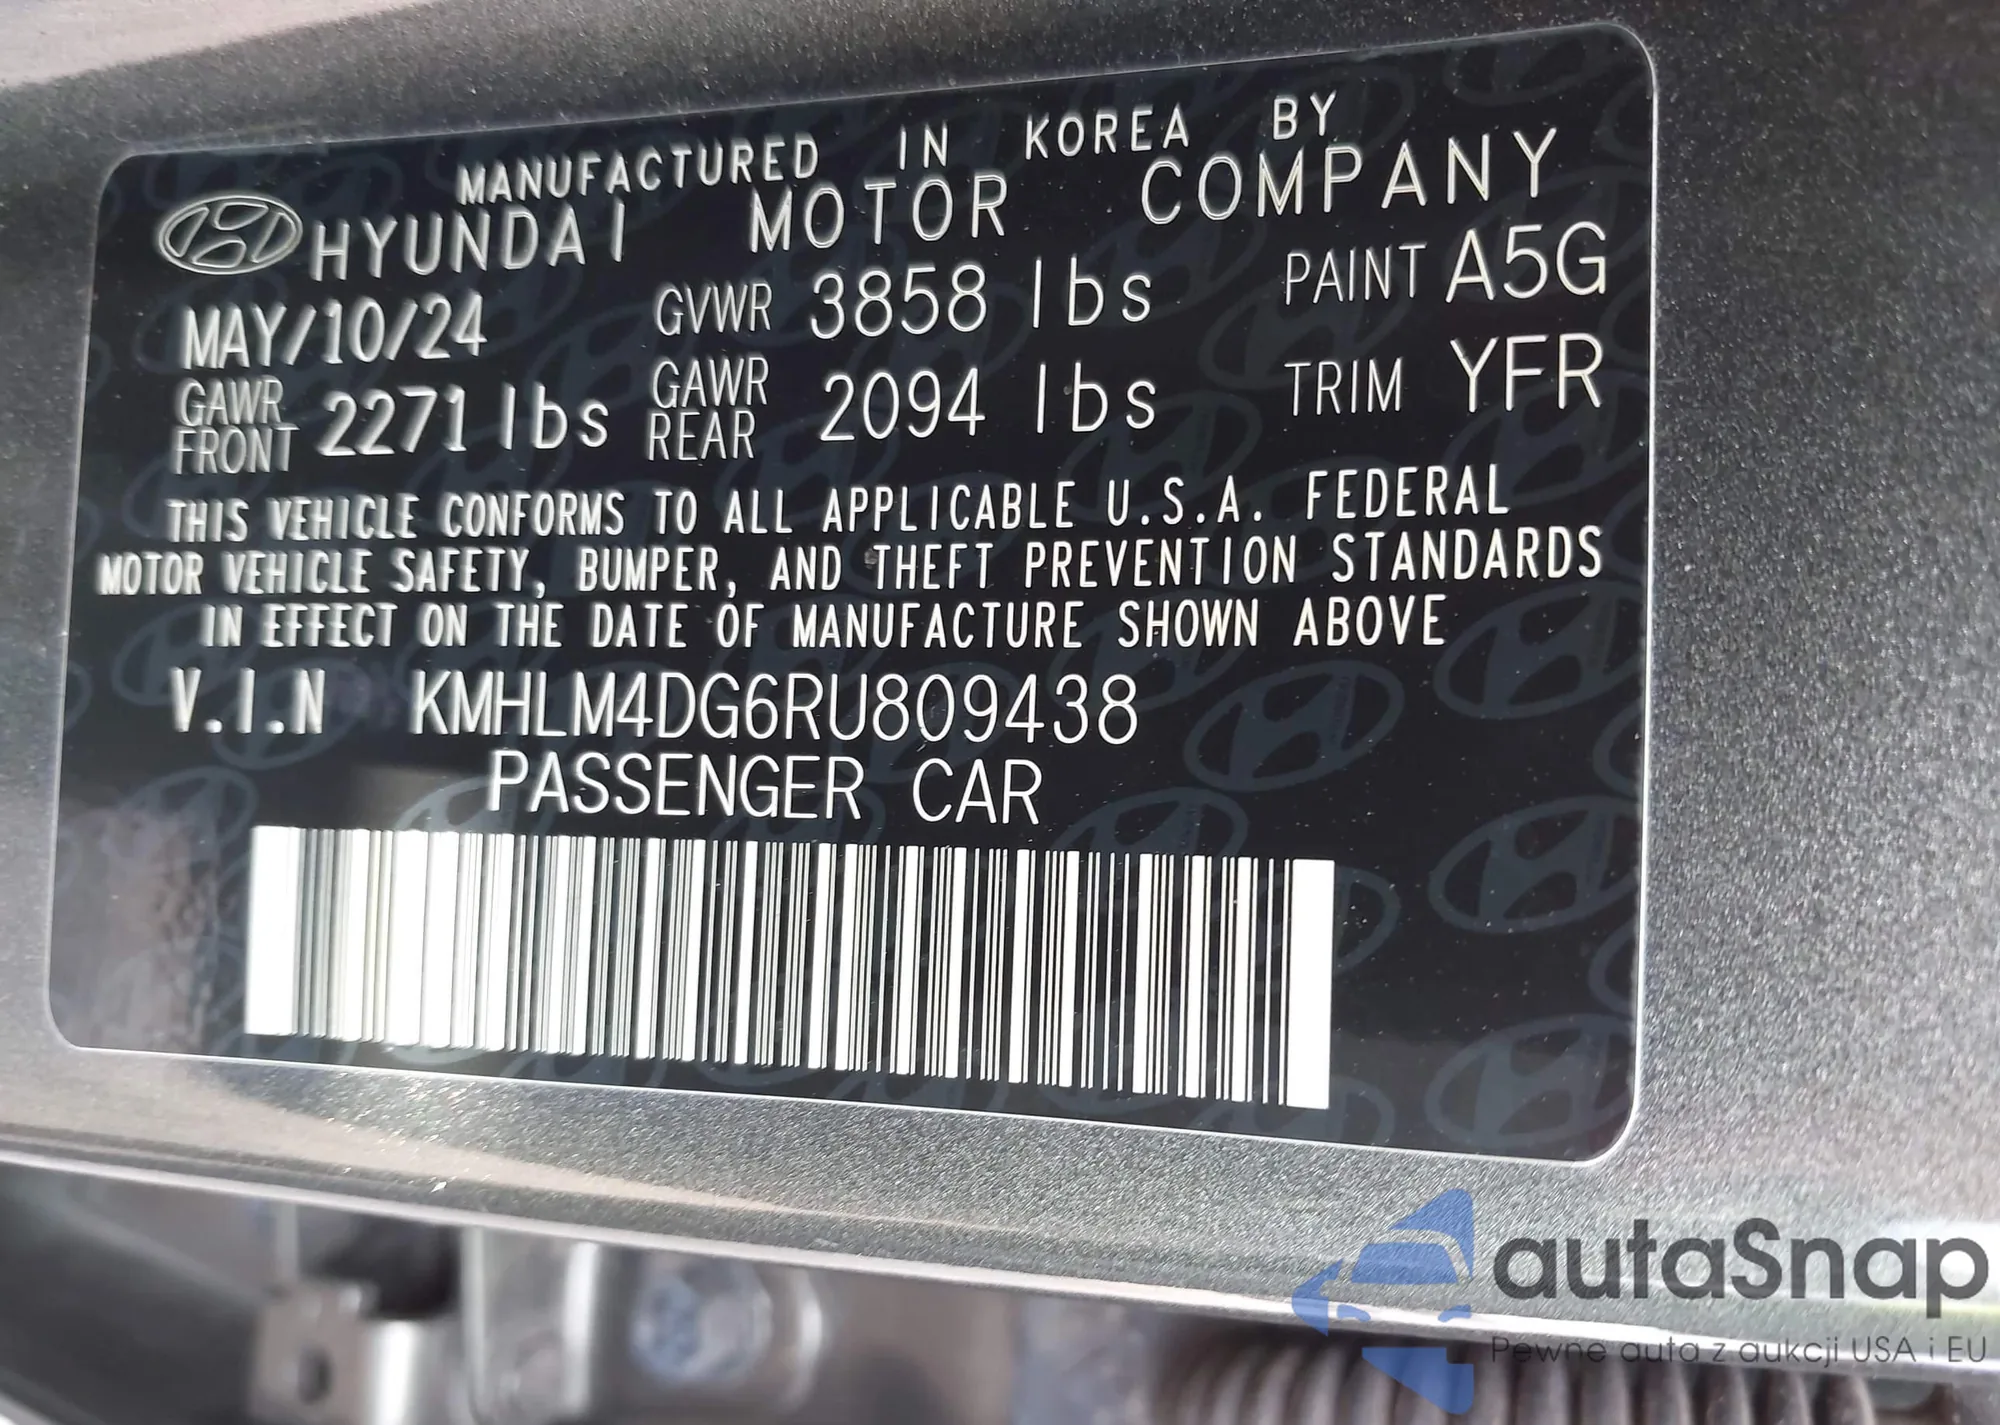 MANUFACTURED IN KOREA BY
HYUNDAI MOTOR COMPANY
MAY/10/24 GVWR 3858 lbs PAINT A5G
GAWR FRONT 2271 lbs GAWR REAR 2094 lbs TRIM YFR
THIS VEHICLE CONFORMS TO ALL APPLICABLE U.S.A. FEDERAL
MOTOR VEHICLE SAFETY, BUMPER, AND THEFT PREVENTION STANDARDS
IN EFFECT ON THE DATE OF MANUFACTURE SHOWN ABOVE
V.I.N KMHLM4DG6RU809438
PASSENGER CAR
autaSnap
Pewne auta z aukcji USA i EU